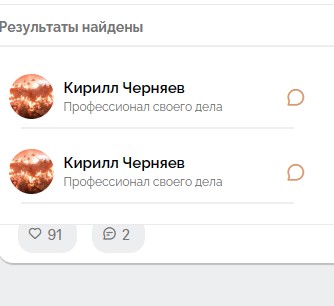 Результаты найдены
Кирилл Черняев
Профессионал своего дела
Кирилл Черняев
Профессионал своего дела
91 2